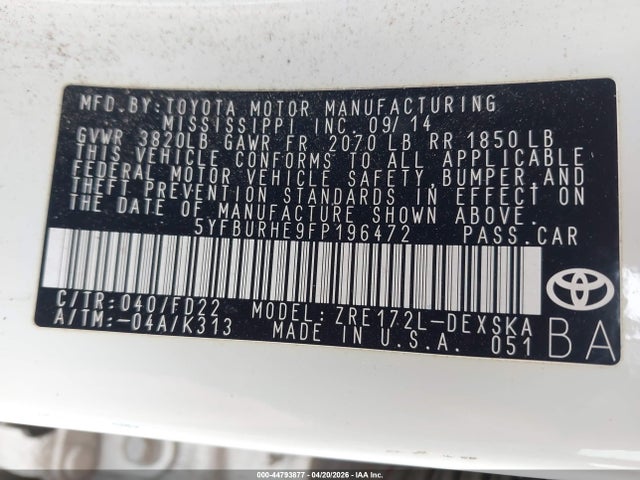 MFD.BY:TOYOTA MOTOR MANUFACTURING
MISSISSIPPI INC 09/14
GVWR 3820LB GAWR FR 2070 LB RR 1850 LB
THIS VEHICLE CONFORMS TO ALL APPLICABLE
FEDERAL MOTOR VEHICLE SAFETY, BUMPER, AND
THEFT PREVENTION STANDARDS IN EFFECT ON
THE DATE OF MANUFACTURE SHOWN ABOVE.
5YFBURHE9FP196472 PASS.CAR
C/TR:040/FD22 MODEL: ZRE172L-DEXSKA
A/TM:-04A/K313 MADE IN U.S.A. 051
BA
000-44793877 - 04/20/2026 - IAA Inc.